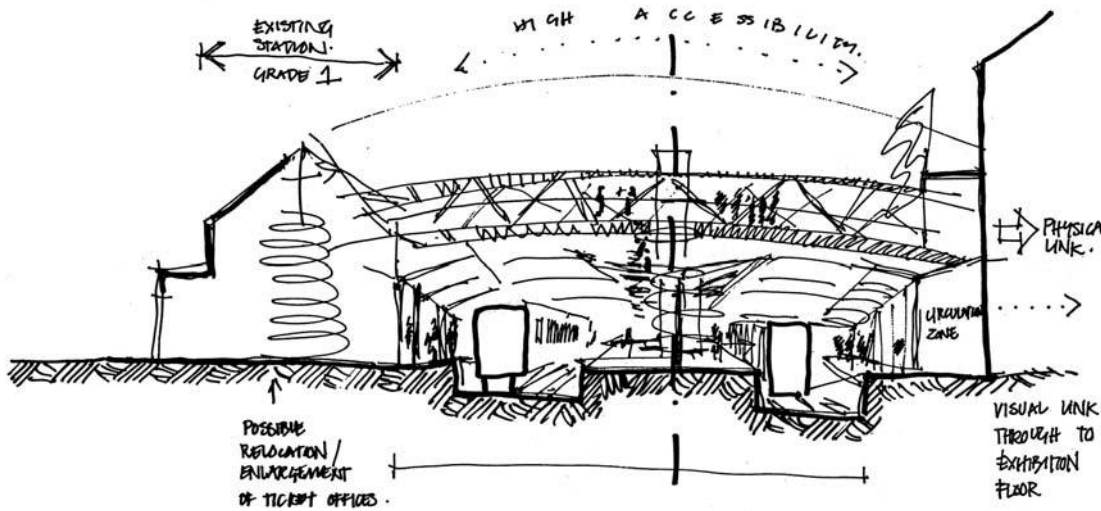 EXISTING
STATION.
GRADE 1
HIGH ACCESSIBILITY.
PHYSICAL
LINK.
CIRCULATION
ZONE
POSSIBLE
RELOCATION/
ENLARGEMENT
OF TICKET OFFICES.
VISUAL LINK
THROUGH TO
EXHIBITION
FLOOR